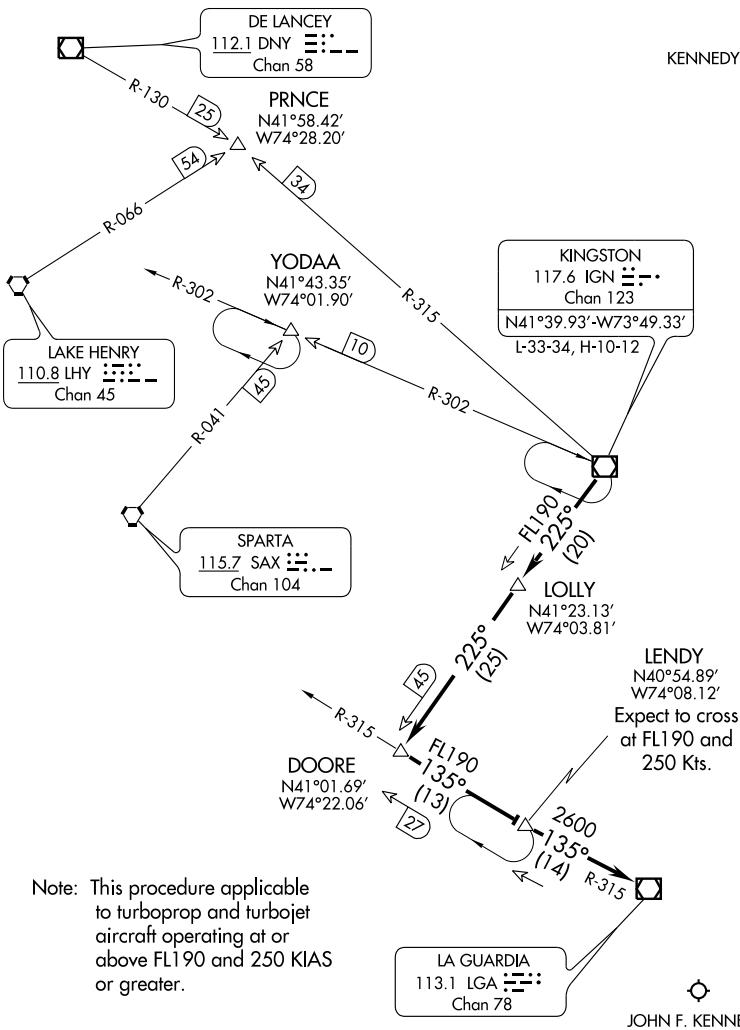 DE LANCEY
112.1 DNY
Chan 58
KENNEDY
R-130
25
PRNCE
N41°58.42'
W74°28.20'
54
34
R-066
YODAA
N41°43.35'
W74°01.90'
R-302
R-315
KINGSTON
117.6 IGN
Chan 123
N41°39.93'-W73°49.33'
L-33-34, H-10-12
LAKE HENRY
110.8 LHY
Chan 45
10
R-302
45
R-041
SPARTA
115.7 SAX
Chan 104
FL190
225°
(20)
LOLLY
N41°23.13'
W74°03.81'
225°
(25)
LENDY
N40°54.89'
W74°08.12'
Expect to cross
at FL190 and
250 Kts.
45
R-315
DOORE
N41°01.69'
W74°22.06'
FL190
135°
(13)
27
2600
135°
(14)
R-315
Note: This procedure applicable
to turboprop and turbojet
aircraft operating at or
above FL190 and 250 KIAS
or greater.
LA GUARDIA
113.1 LGA
Chan 78
JOHN F. KENNE